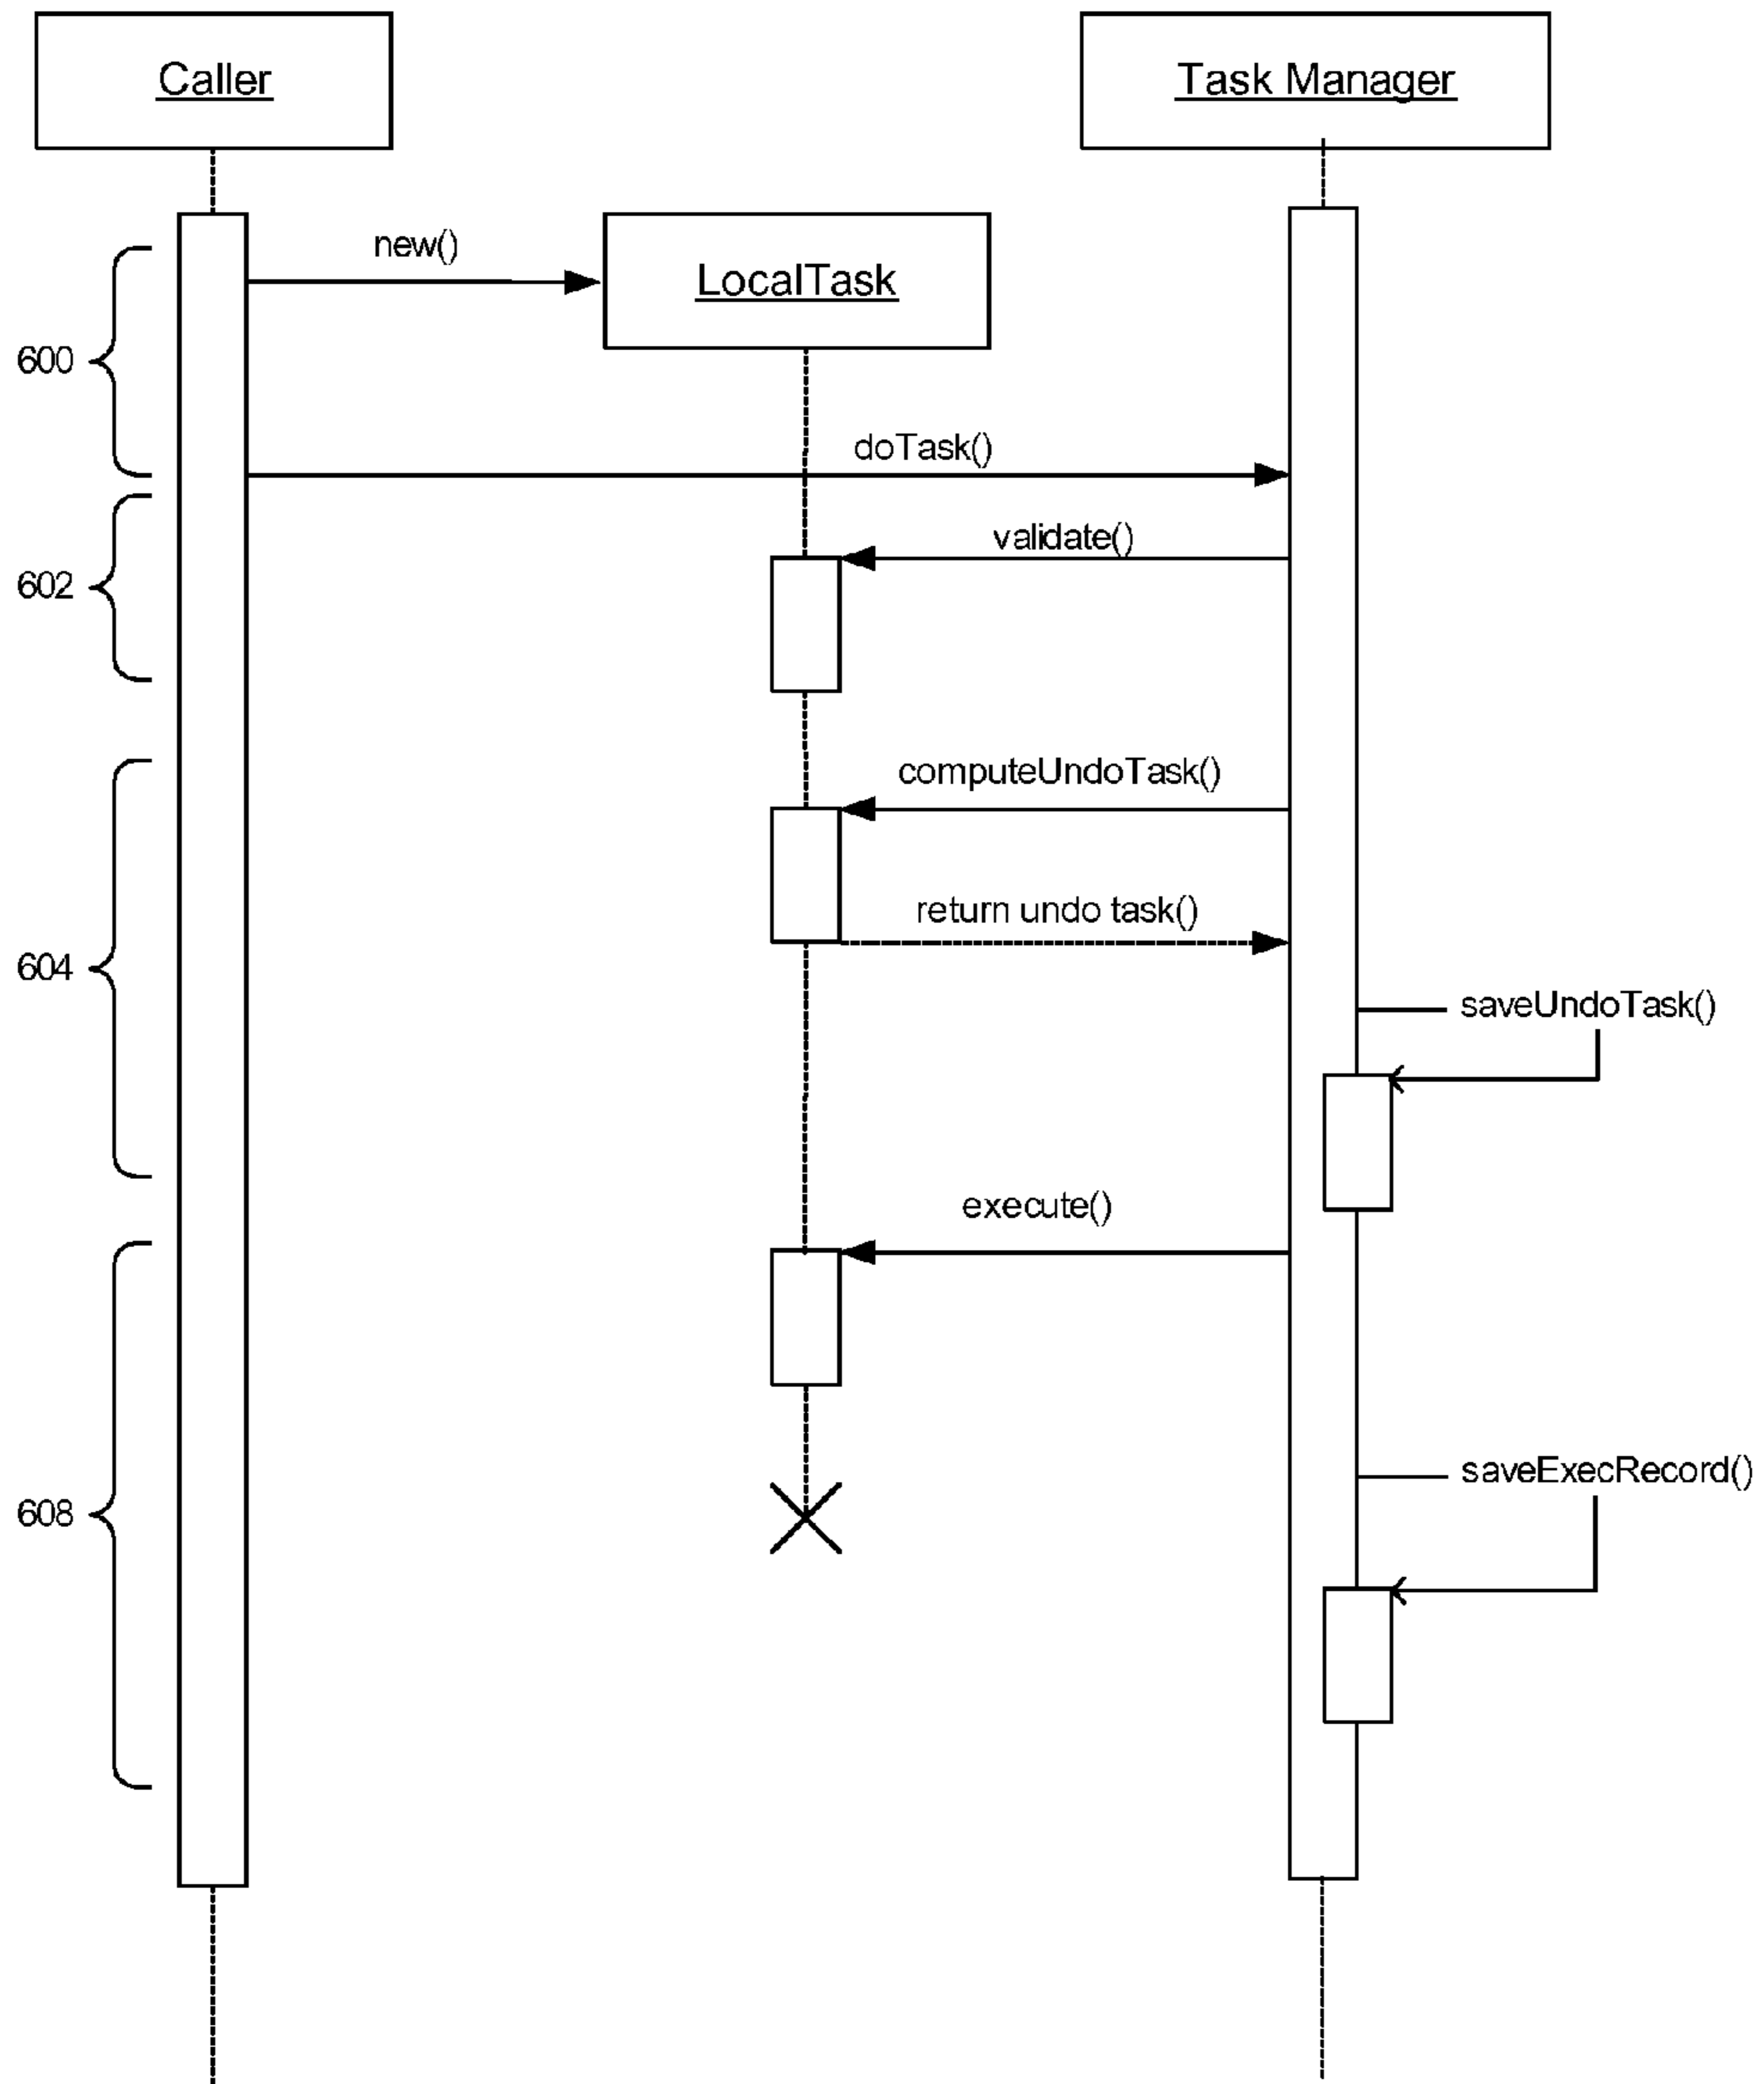 Caller
Task Manager
new()
LocalTask
600
doTask()
validate()
602
computeUndoTask()
return undo task()
604
saveUndoTask()
execute()
saveExecRecord()
608